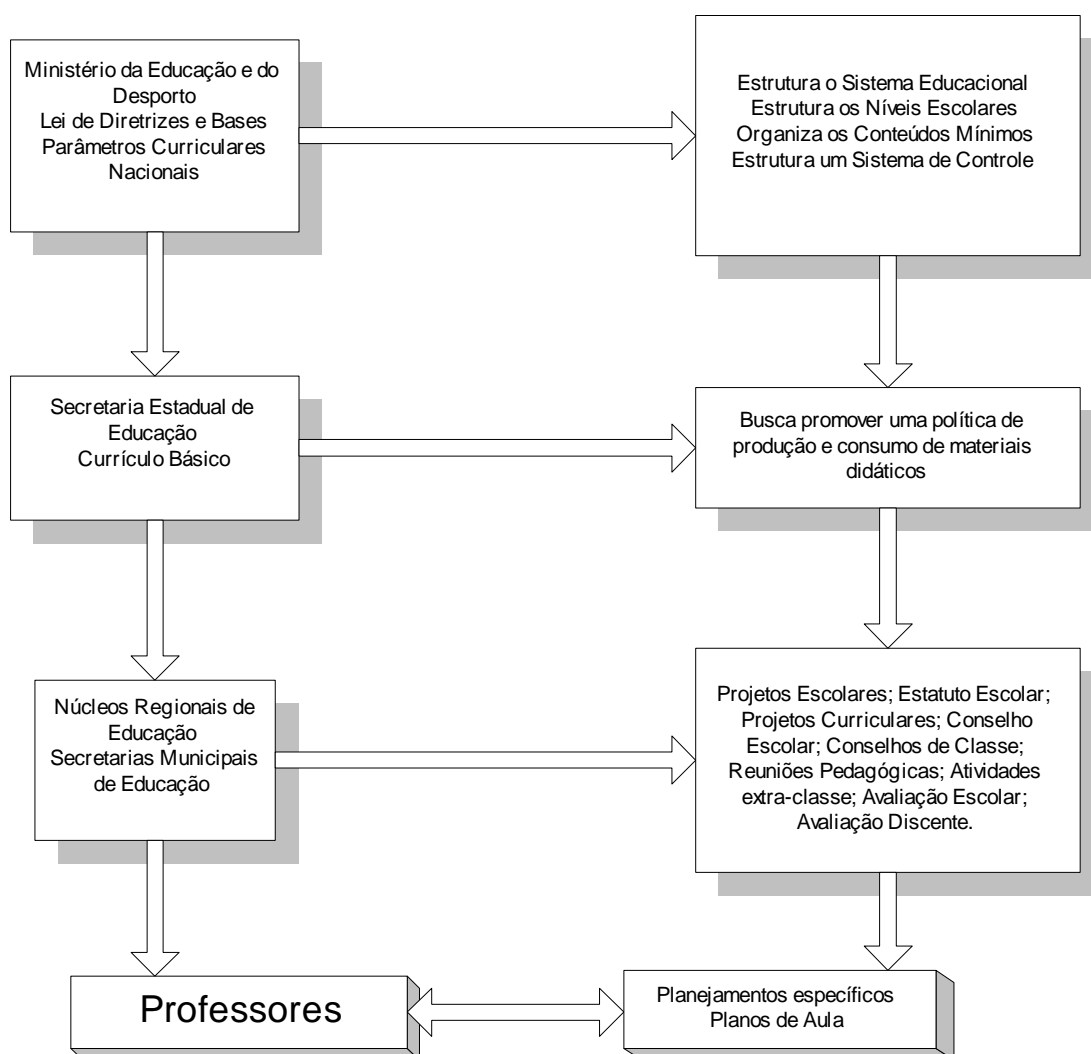 Ministério da Educação e do
Desporto
Lei de Diretrizes e Bases
Parâmetros Curriculares
Nacionais
Estrutura o Sistema Educacional
Estrutura os Níveis Escolares
Organiza os Conteúdos Mínimos
Estrutura um Sistema de Controle
Secretaria Estadual de
Educação
Currículo Básico
Busca promover uma política de
produção e consumo de materiais
didáticos
Núcleos Regionais de
Educação
Secretarias Municipais
de Educação
Projetos Escolares; Estatuto Escolar;
Projetos Curriculares; Conselho
Escolar; Conselhos de Classe;
Reuniões Pedagógicas; Atividades
extra-classe; Avaliação Escolar;
Avaliação Discente.
Professores
Planejamentos específicos
Planos de Aula